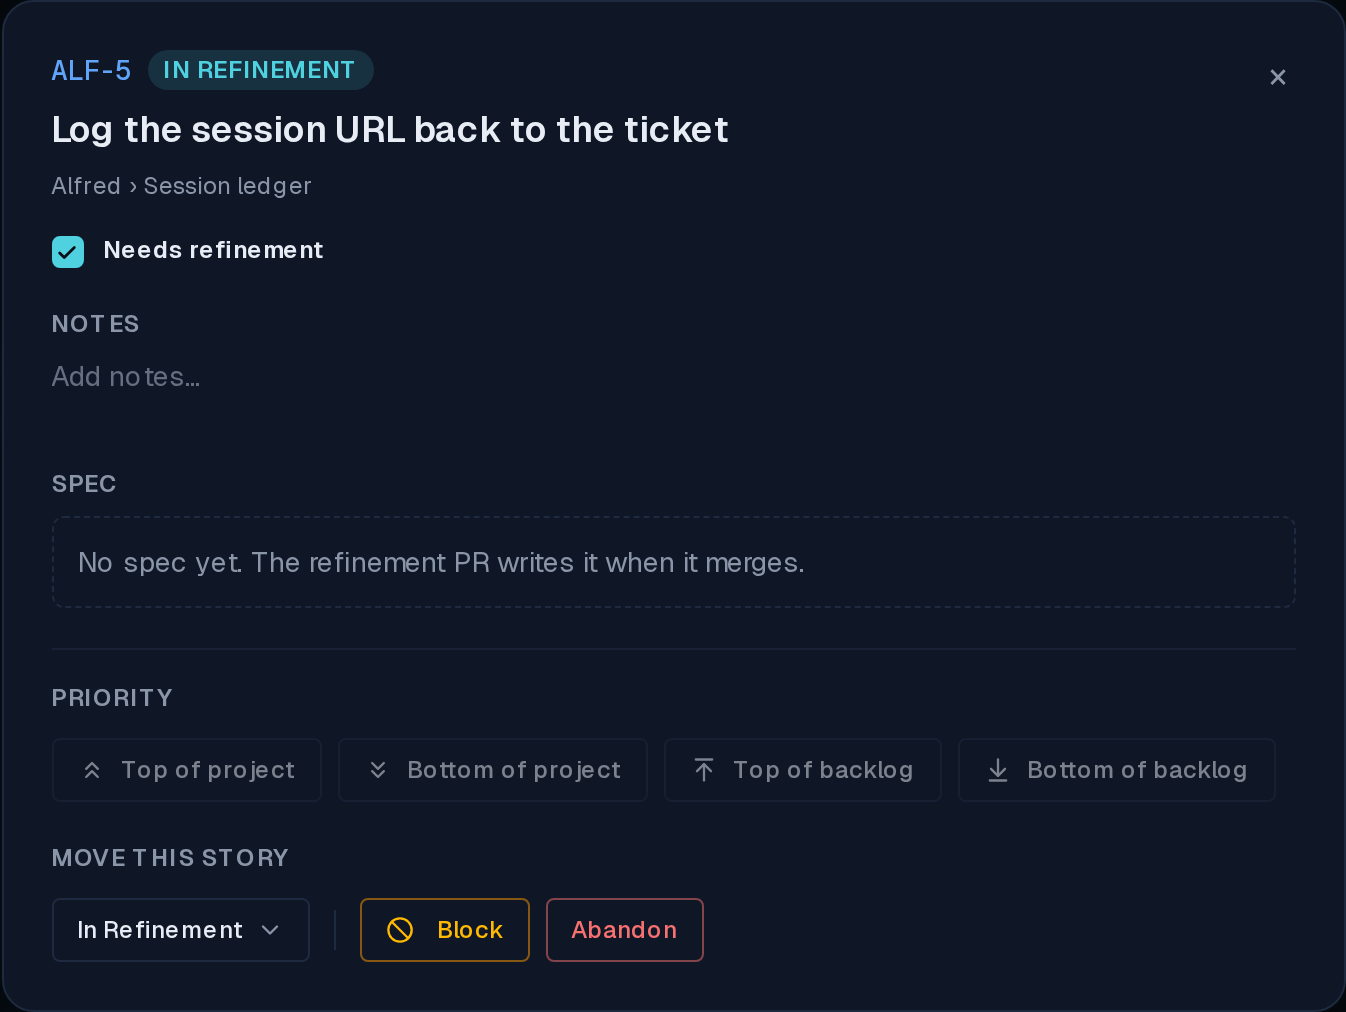 ALF-5 IN REFINEMENT
×
Log the session URL back to the ticket
Alfred › Session ledger
Needs refinement
NOTES
Add notes…
SPEC
No spec yet. The refinement PR writes it when it merges.
PRIORITY
Top of project Bottom of project Top of backlog Bottom of backlog
MOVE THIS STORY
In Refinement Block Abandon